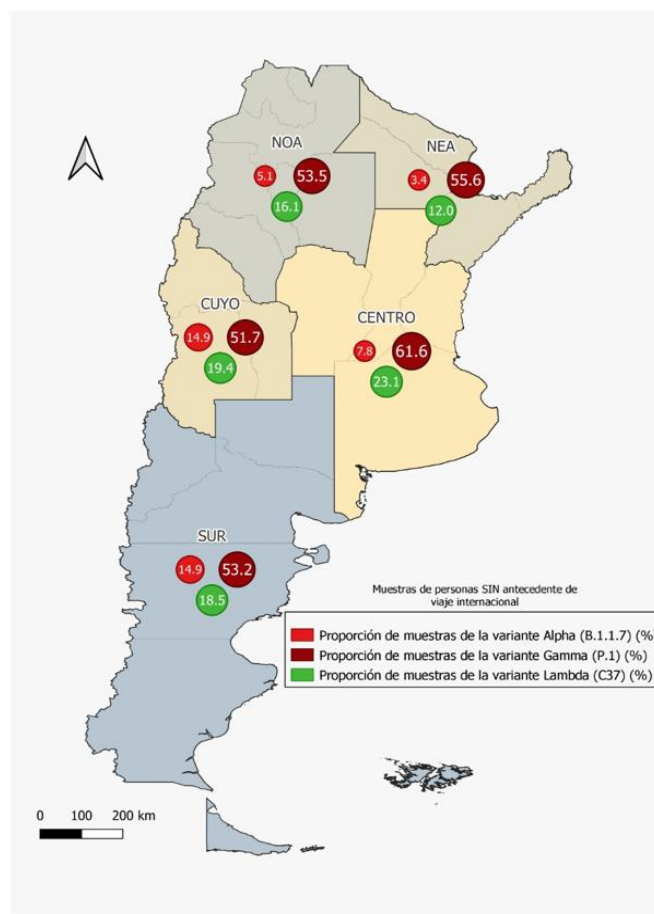 NOA
5.1
53.5
16.1
NEA
3.4
55.6
12.0
CUYO
14.9
51.7
19.4
CENTRO
7.8
61.6
23.1
SUR
14.9
53.2
18.5
Muestras de personas SIN antecedente de
viaje internacional
Proporción de muestras de la variante Alpha (B.1.1.7) (%
Proporción de muestras de la variante Gamma (P.1) (%)
Proporción de muestras de la variante Lambda (C37) (%)
0 100 200 km